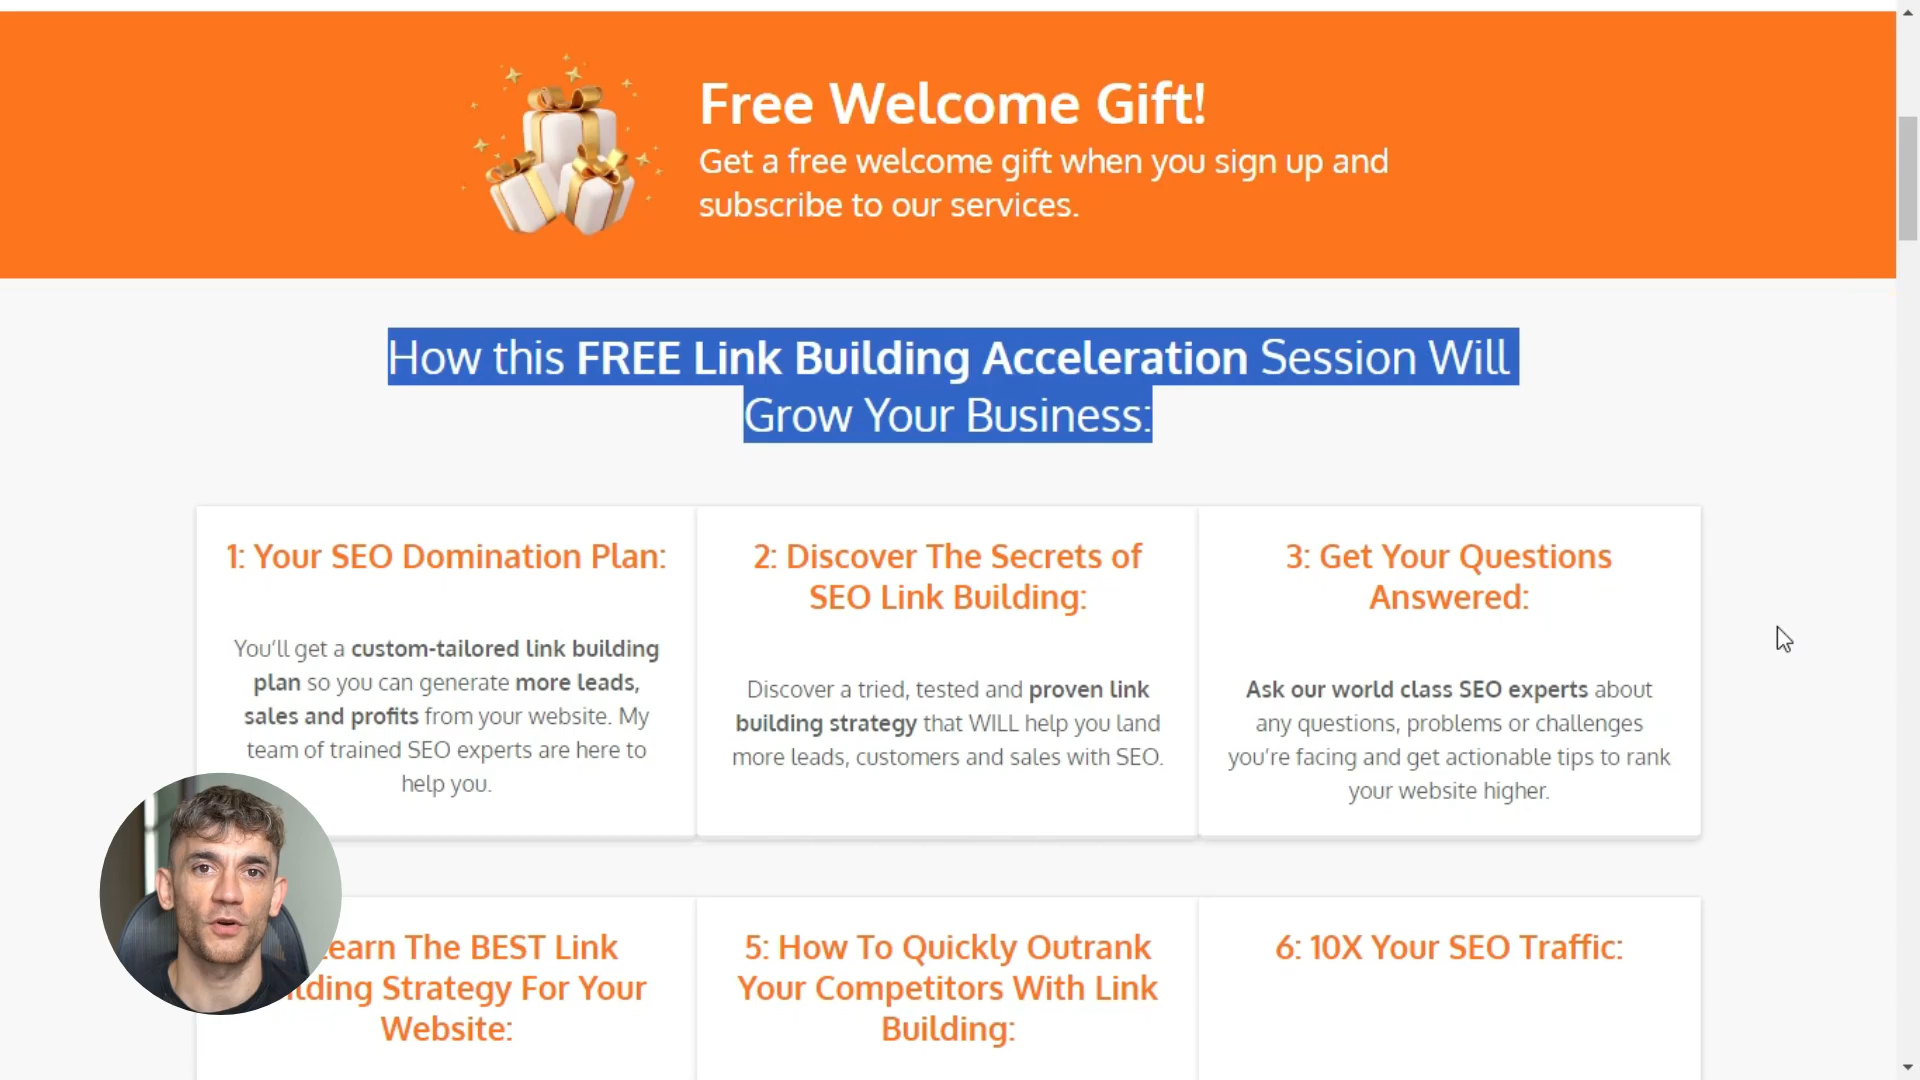 Free Welcome Gift!
Get a free welcome gift when you sign up and
subscribe to our services.
How this FREE Link Building Acceleration Session Will
Grow Your Business:
1: Your SEO Domination Plan:
You'll get a custom-tailored link building
plan so you can generate more leads,
sales and profits from your website. My
team of trained SEO experts are here to
help you.
2: Discover The Secrets of
SEO Link Building:
Discover a tried, tested and proven link
building strategy that WILL help you land
more leads, customers and sales with SEO.
3: Get Your Questions
Answered:
Ask our world class SEO experts about
any questions, problems or challenges
you're facing and get actionable tips to rank
your website higher.
The BEST Link
Strategy For Your
Website:
5: How To Quickly Outrank
Your Competitors With Link
Building:
6: 10X Your SEO Traffic: